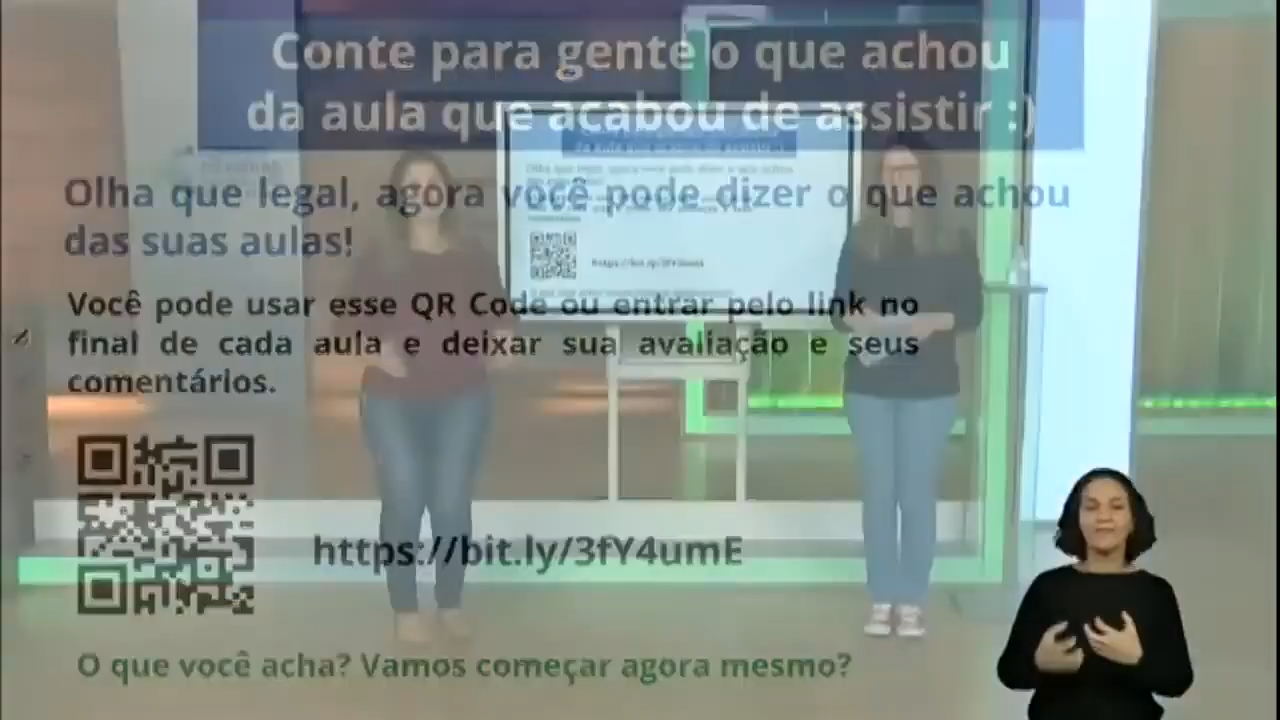 Conte para gente o que achou
da aula que acabou de assistir :)
Olha que legal, agora você pode dizer o que achou
das suas aulas!
Você pode usar esse QR Code ou entrar pelo link no
final de cada aula e deixar sua avaliação e seus
comentários.
https://bit.ly/3fY4umE
O que você acha? Vamos começar agora mesmo?